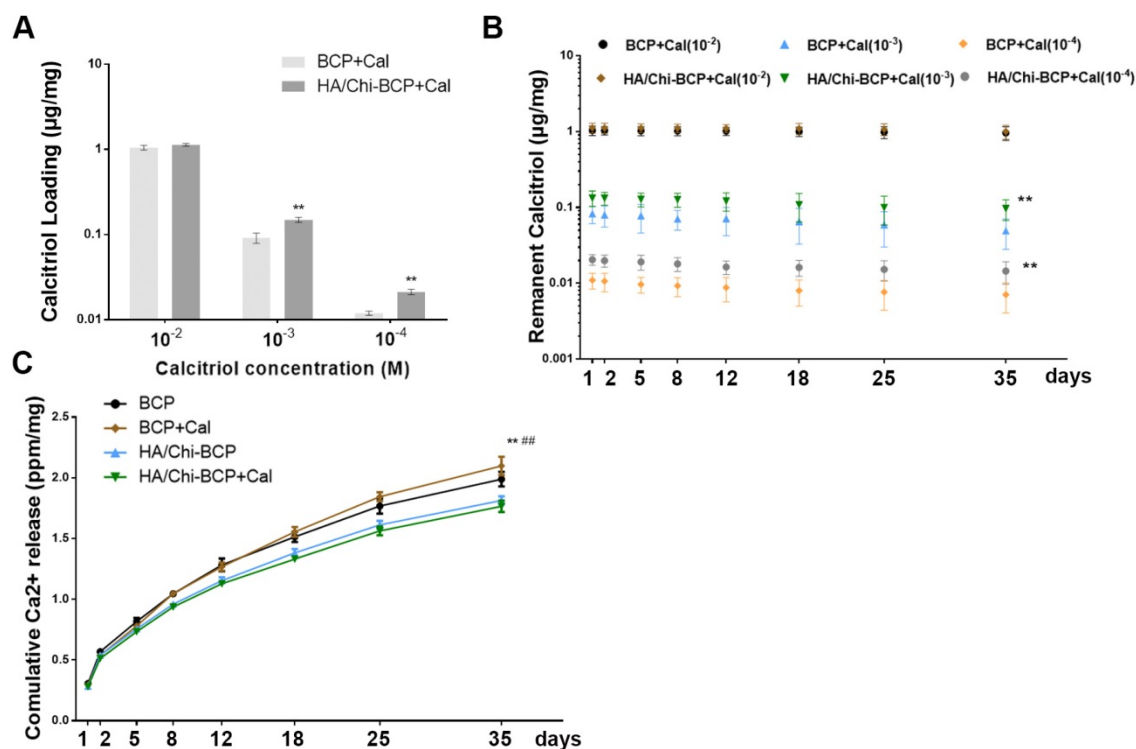 A
BCP+Cal
HA/Chi-BCP+Cal
Calcitriol Loading (μg/mg)
10
1
0.1
0.01
**
**
10-2
10-3
10-4
Calcitriol concentration (M)
B
BCP+Cal(10-2)
BCP+Cal(10-3)
BCP+Cal(10-4)
HA/Chi-BCP+Cal(10-2)
HA/Chi-BCP+Cal(10-3)
HA/Chi-BCP+Cal(10-4)
Remanent Calcitriol (μg/mg)
10
1
0.1
0.01
0.001
**
**
1 2 5 8 12 18 25 35 days
C
BCP
BCP+Cal
HA/Chi-BCP
HA/Chi-BCP+Cal
Comulative Ca2+ release (ppm/mg)
2.5
2.0
1.5
1.0
0.5
0.0
** ##
1 2 5 8 12 18 25 35 days